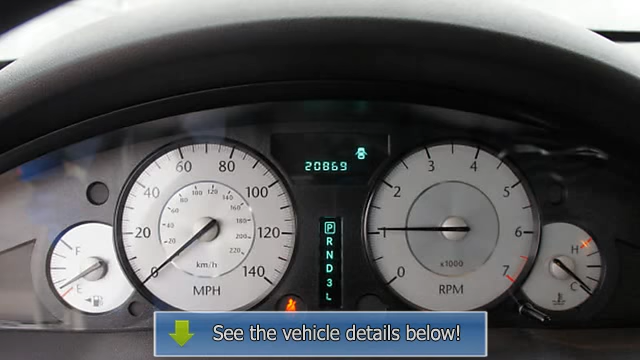 20869
F
E
20
40
60
80
100
120
140
20
40
60
80
100
120
140
160
180
200
220
km/h
MPH
P
R
N
D
3
L
0
1
2
3
4
5
6
7
x1000
RPM
H
C
See the vehicle details below!